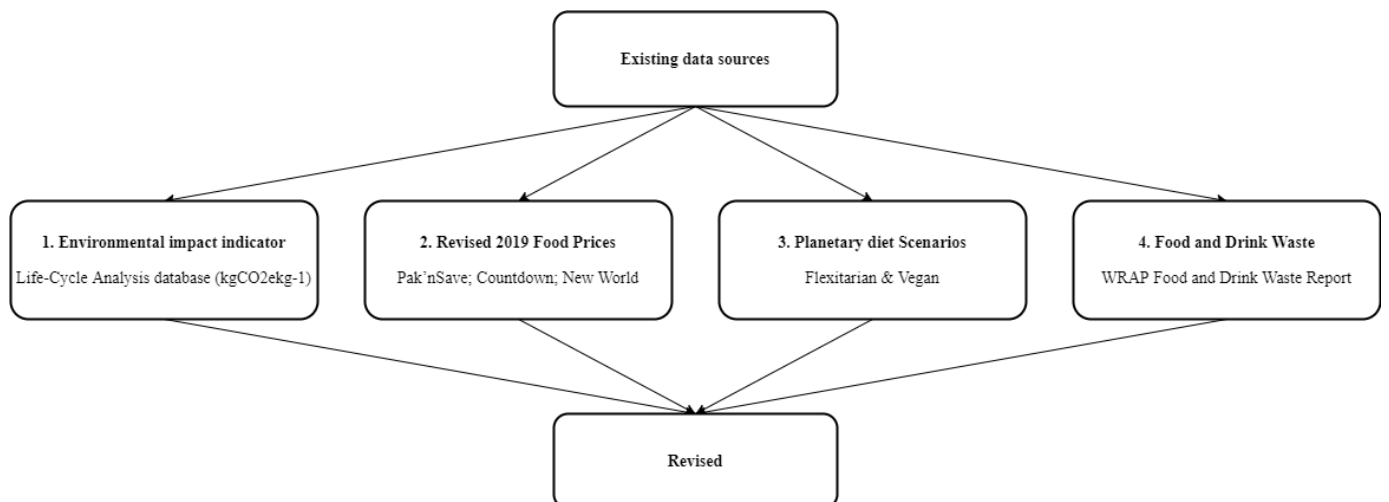 Existing data sources
1. Environmental impact indicator
Life-Cycle Analysis database (kgCO2ekg-1)
2. Revised 2019 Food Prices
Pak’nSave; Countdown; New World
3. Planetary diet Scenarios
Flexitarian & Vegan
4. Food and Drink Waste
WRAP Food and Drink Waste Report
Revised